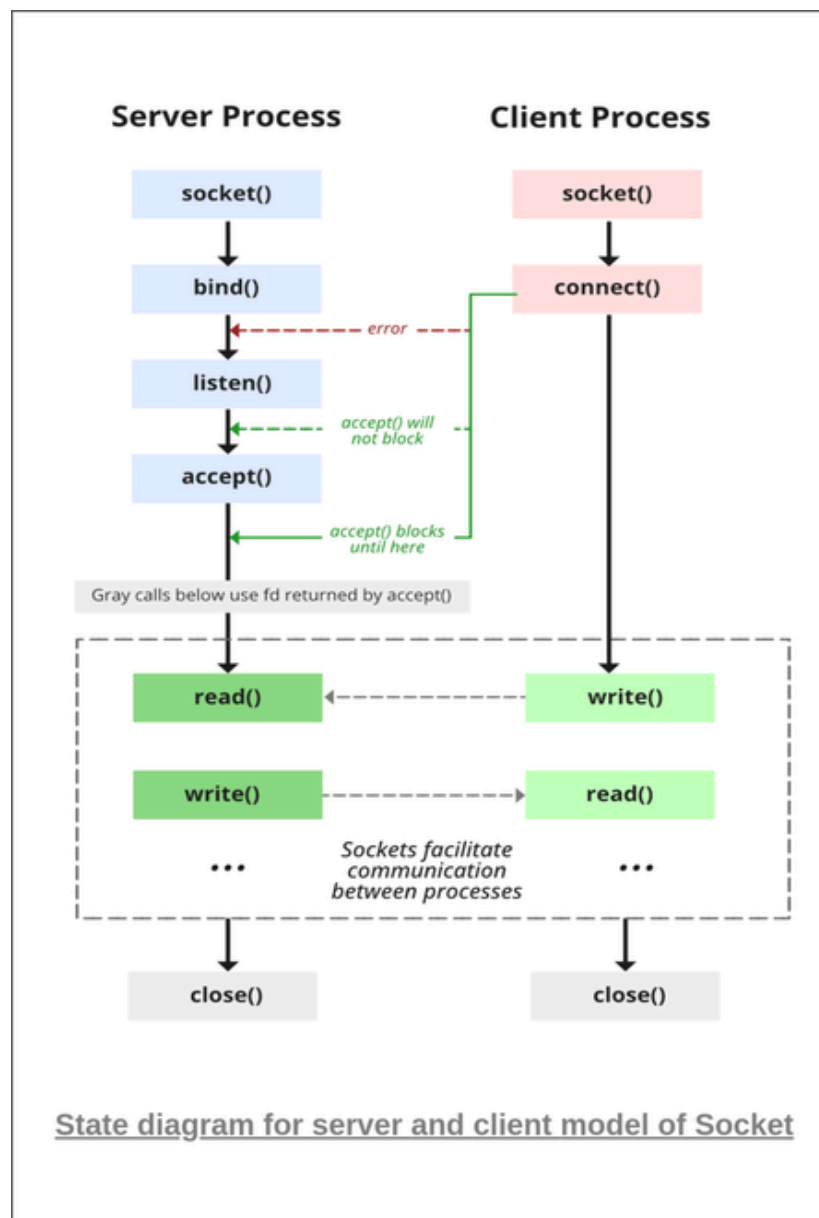 Server Process
Client Process
socket()
socket()
bind()
connect()
error
listen()
accept() will
not block
accept()
accept() blocks
until here
Gray calls below use fd returned by accept()
read()
write()
write()
read()
...
Sockets facilitate
communication
between processes
...
close()
close()
State diagram for server and client model of Socket